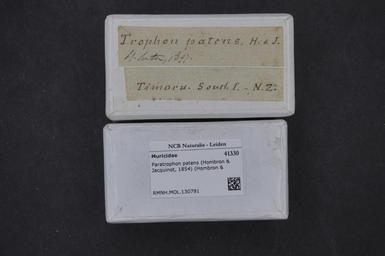 Trophon patens, H. & J.
Timaru. South I. - N.Z.
NCB Naturalis - Leiden
Muricidae 41330
Paratrophon patens (Hombron &
Jacquinot, 1854) (Hombron &
RMNH.MOL.130791